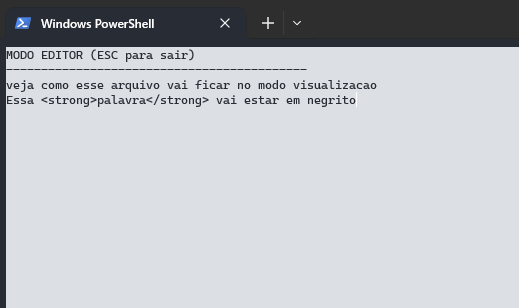 Windows PowerShell
MODO EDITOR (ESC para sair)
-------------------------------------------
veja como esse arquivo vai ficar no modo visualizacao
Essa <strong>palavra</strong> vai estar em negrito